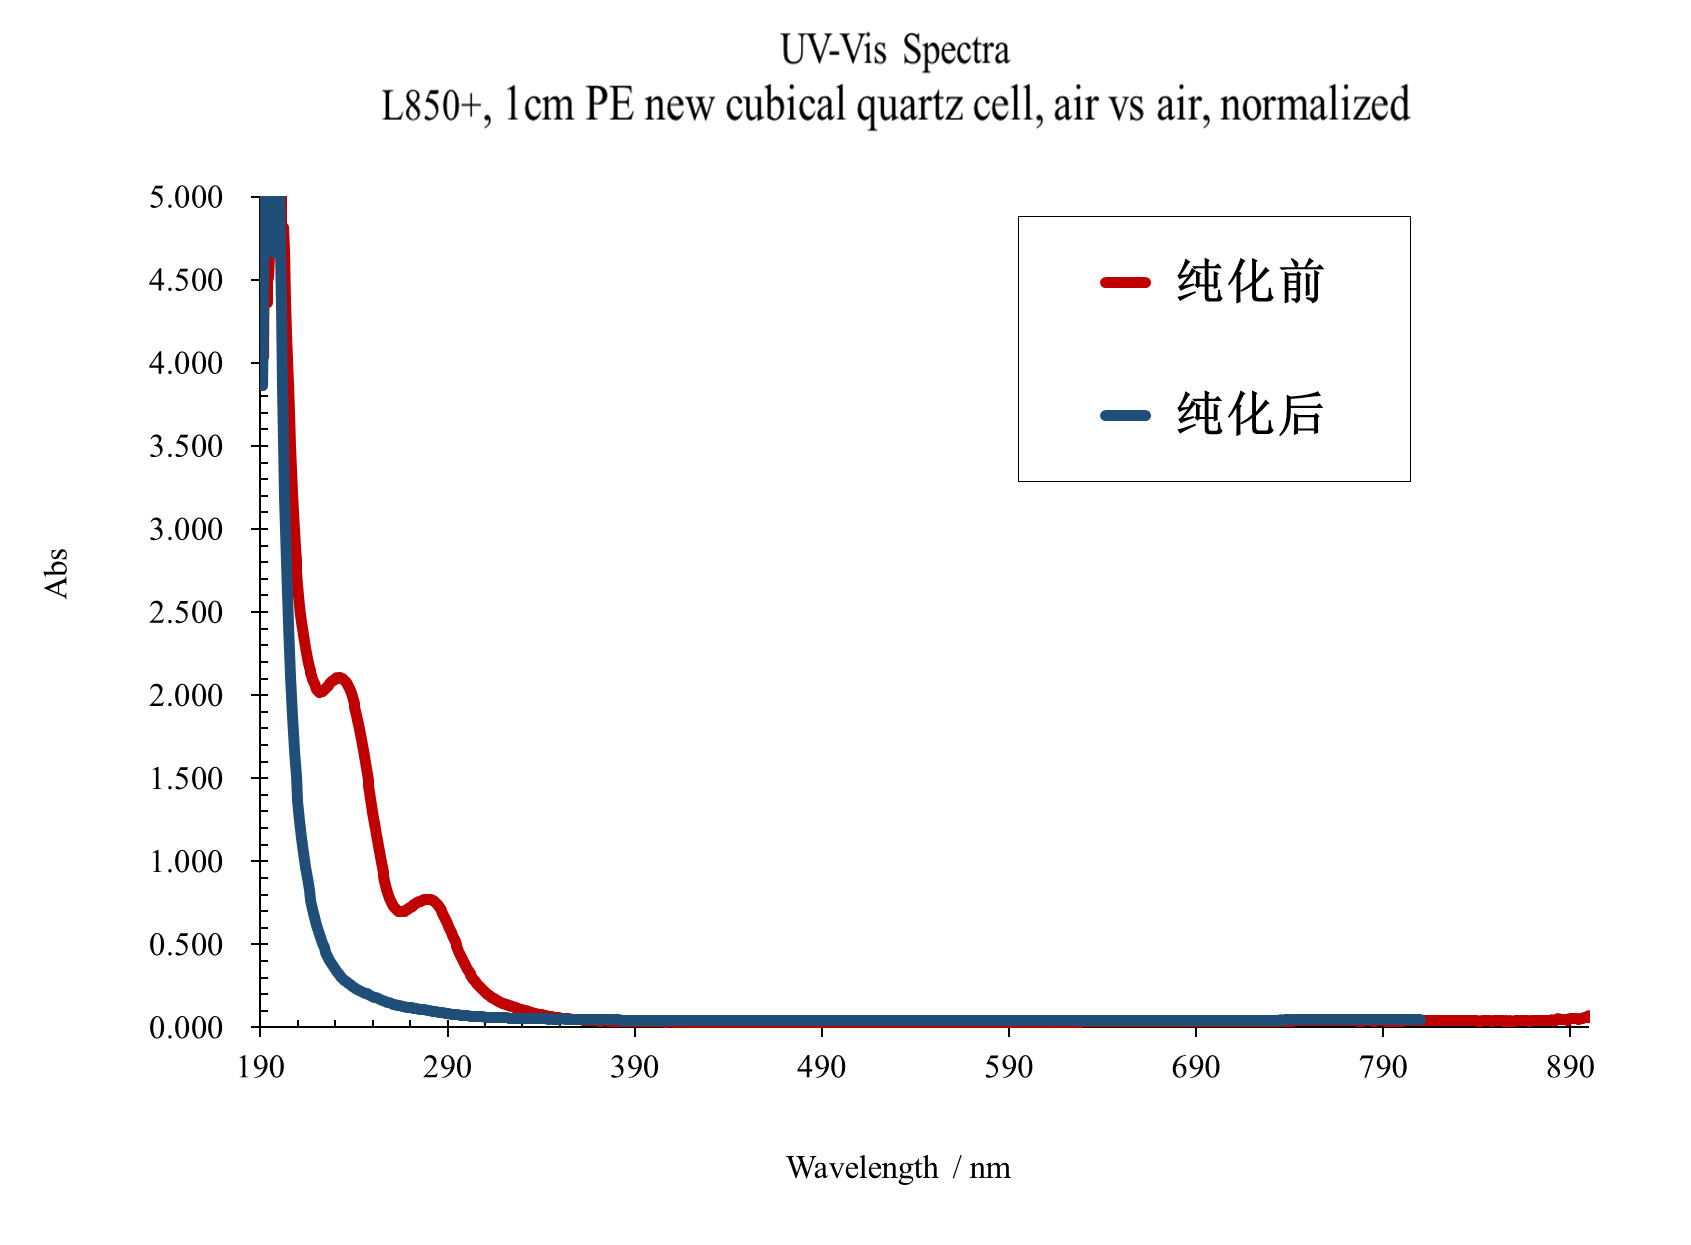 UV-Vis Spectra
L850+, 1cm PE new cubical quartz cell, air vs air, normalized
纯化前
纯化后
Abs
5.000
4.500
4.000
3.500
3.000
2.500
2.000
1.500
1.000
0.500
0.000
190 290 390 490 590 690 790 890
Wavelength / nm